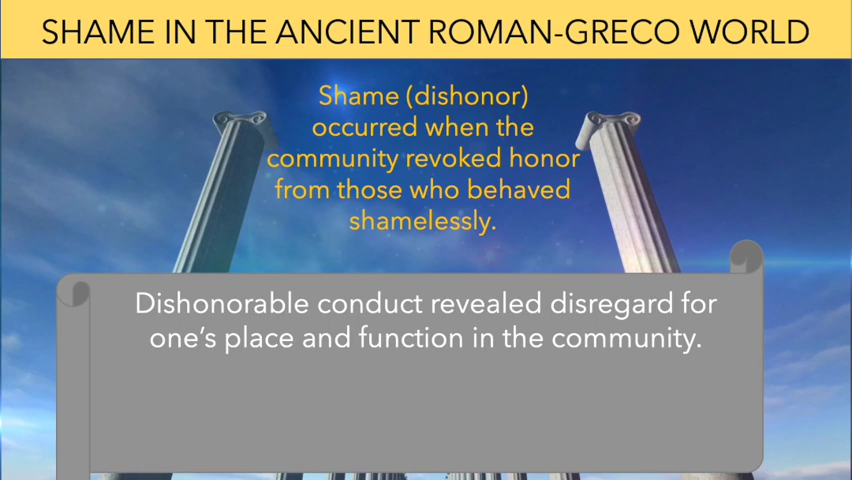 SHAME IN THE ANCIENT ROMAN-GRECO WORLD
Shame (dishonor)
occurred when the
community revoked honor
from those who behaved
shamelessly.
Dishonorable conduct revealed disregard for
one’s place and function in the community.